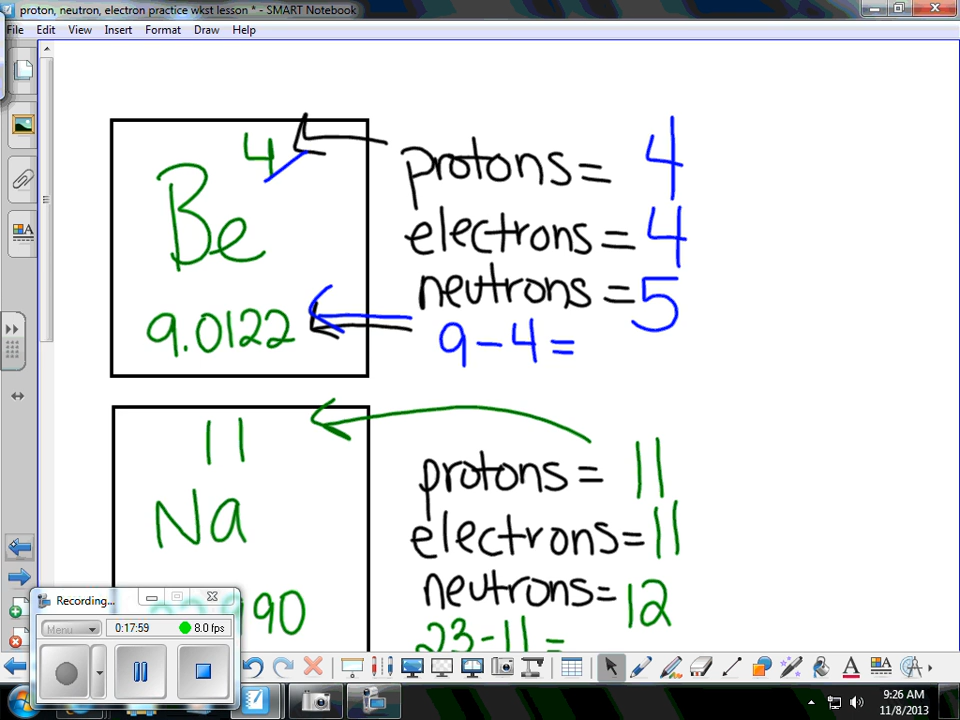 proton, neutron, electron practice wkst lesson * - SMART Notebook
File Edit View Insert Format Draw Help
4
Be
9.0122
protons = 4
electrons = 4
neutrons = 5
9 - 4 =
11
Na
990
protons = 11
electrons = 11
neutrons = 12
23 - 11 =
Recording...
Menu
0:17:59
8.0 fps
9:26 AM
11/8/2013